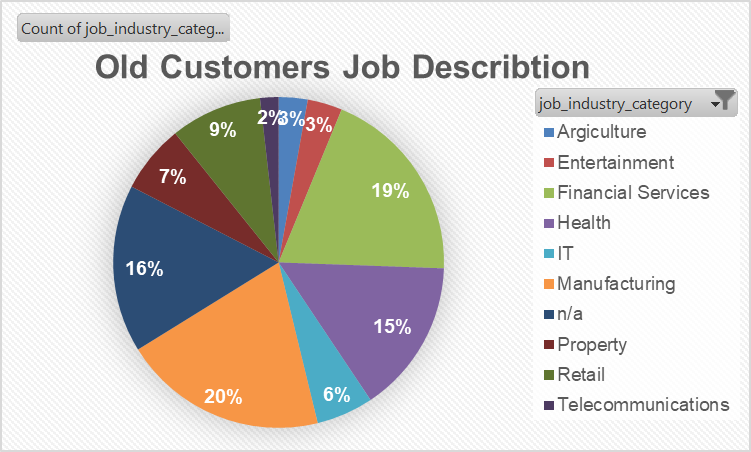 Count of job_industry_categ...
Old Customers Job Describtion
job_industry_category
Argiculture
Entertainment
Financial Services
Health
IT
Manufacturing
n/a
Property
Retail
Telecommunications
2%
3%
3%
9%
19%
7%
16%
15%
6%
20%